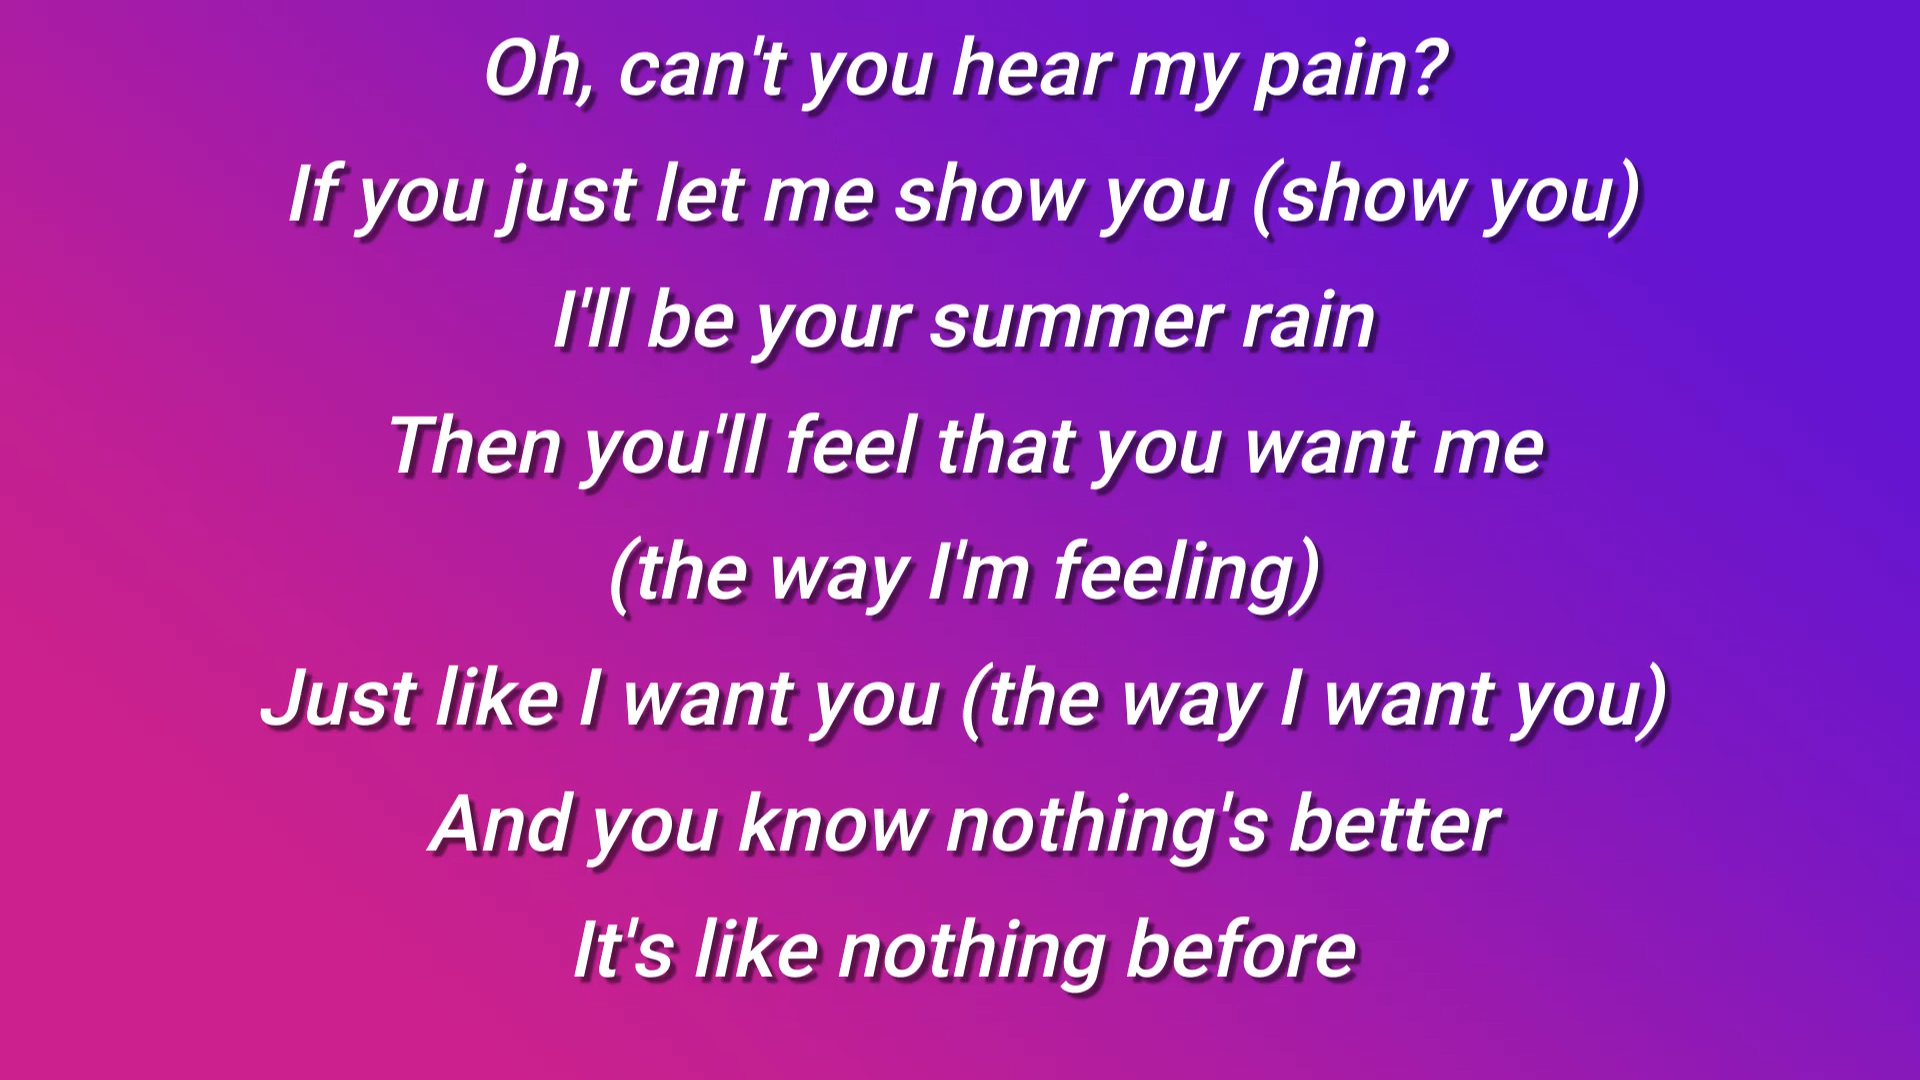 Oh, can't you hear my pain?
If you just let me show you (show you)
I'll be your summer rain
Then you'll feel that you want me
(the way I'm feeling)
Just like I want you (the way I want you)
And you know nothing's better
It's like nothing before